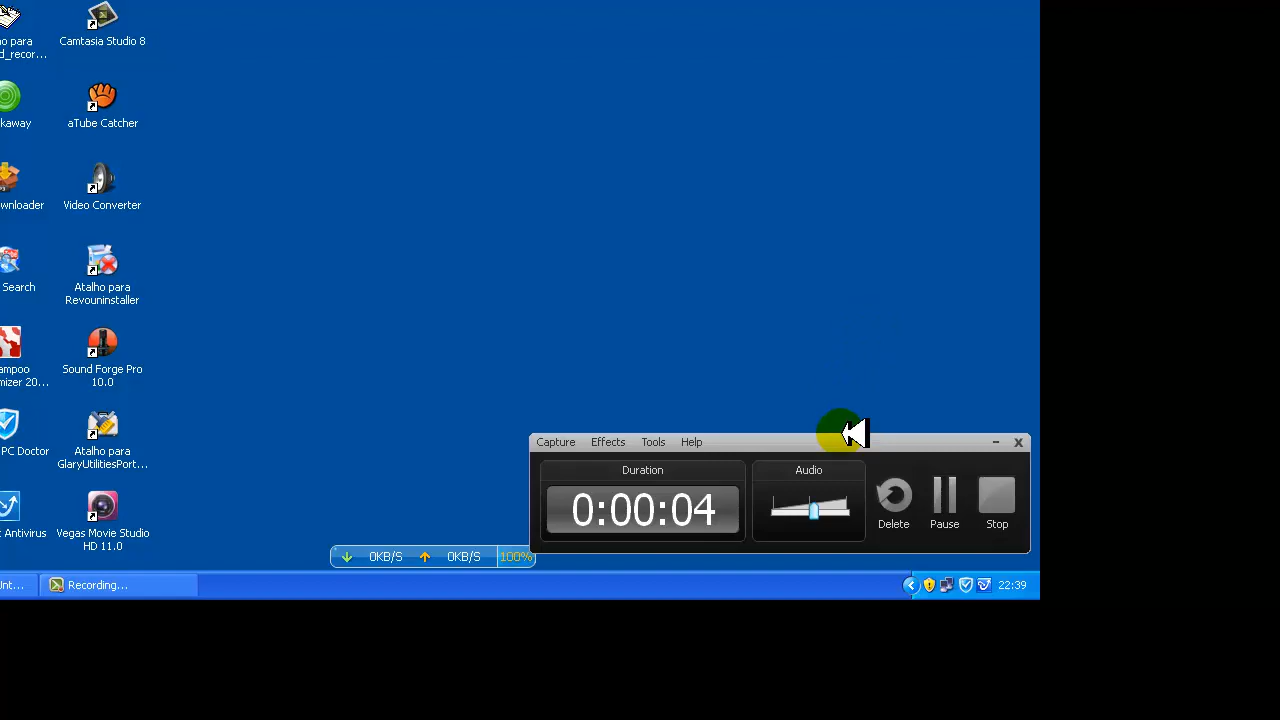 o para
d_recor...
Camtasia Studio 8
kaway
aTube Catcher
wnloader
Video Converter
Search
Atalho para
Revouninstaller
ampoo
mizer 20...
Sound Forge Pro
10.0
PC Doctor
Atalho para
GlaryUtilitiesPort...
t Antivirus
Vegas Movie Studio
HD 11.0
Capture Effects Tools Help
Duration
Audio
0:00:04
Delete
Pause
Stop
0KB/S
0KB/S
100%
Int...
Recording...
22:39